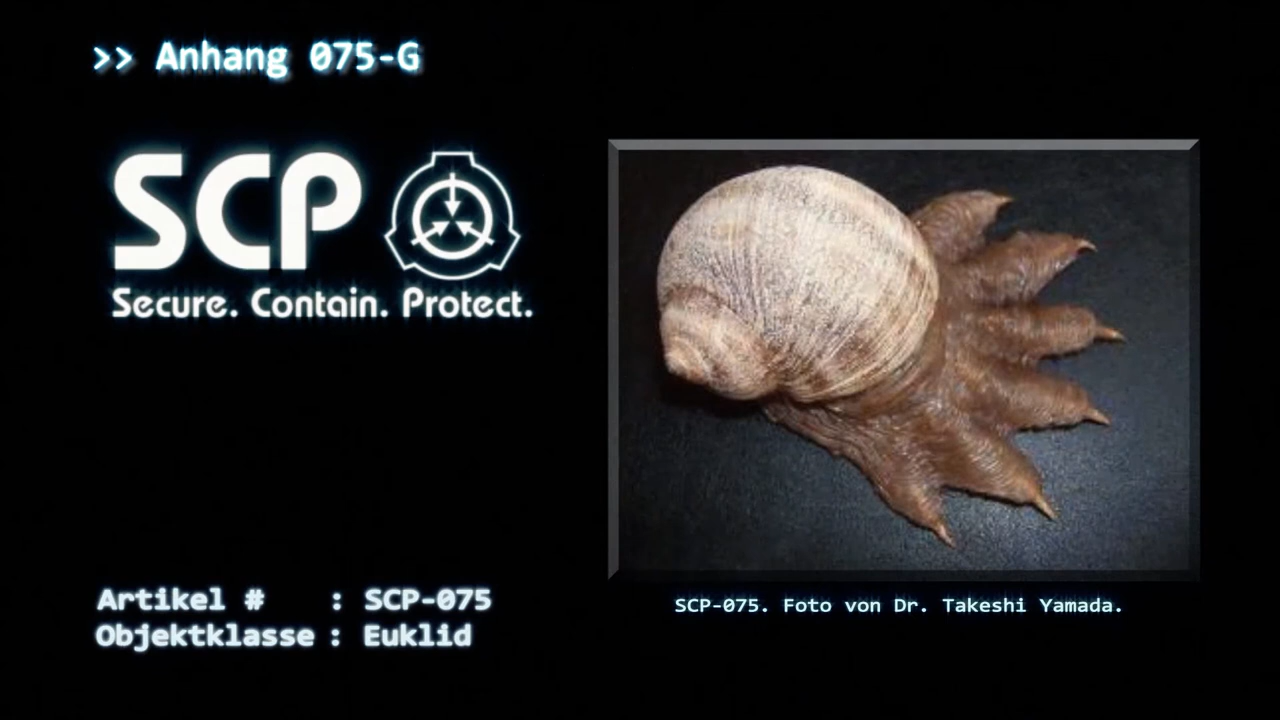 >> Anhang 075-G
SCP
Secure. Contain. Protect.
Artikel # : SCP-075
Objektklasse : Euklid
SCP-075. Foto von Dr. Takeshi Yamada.